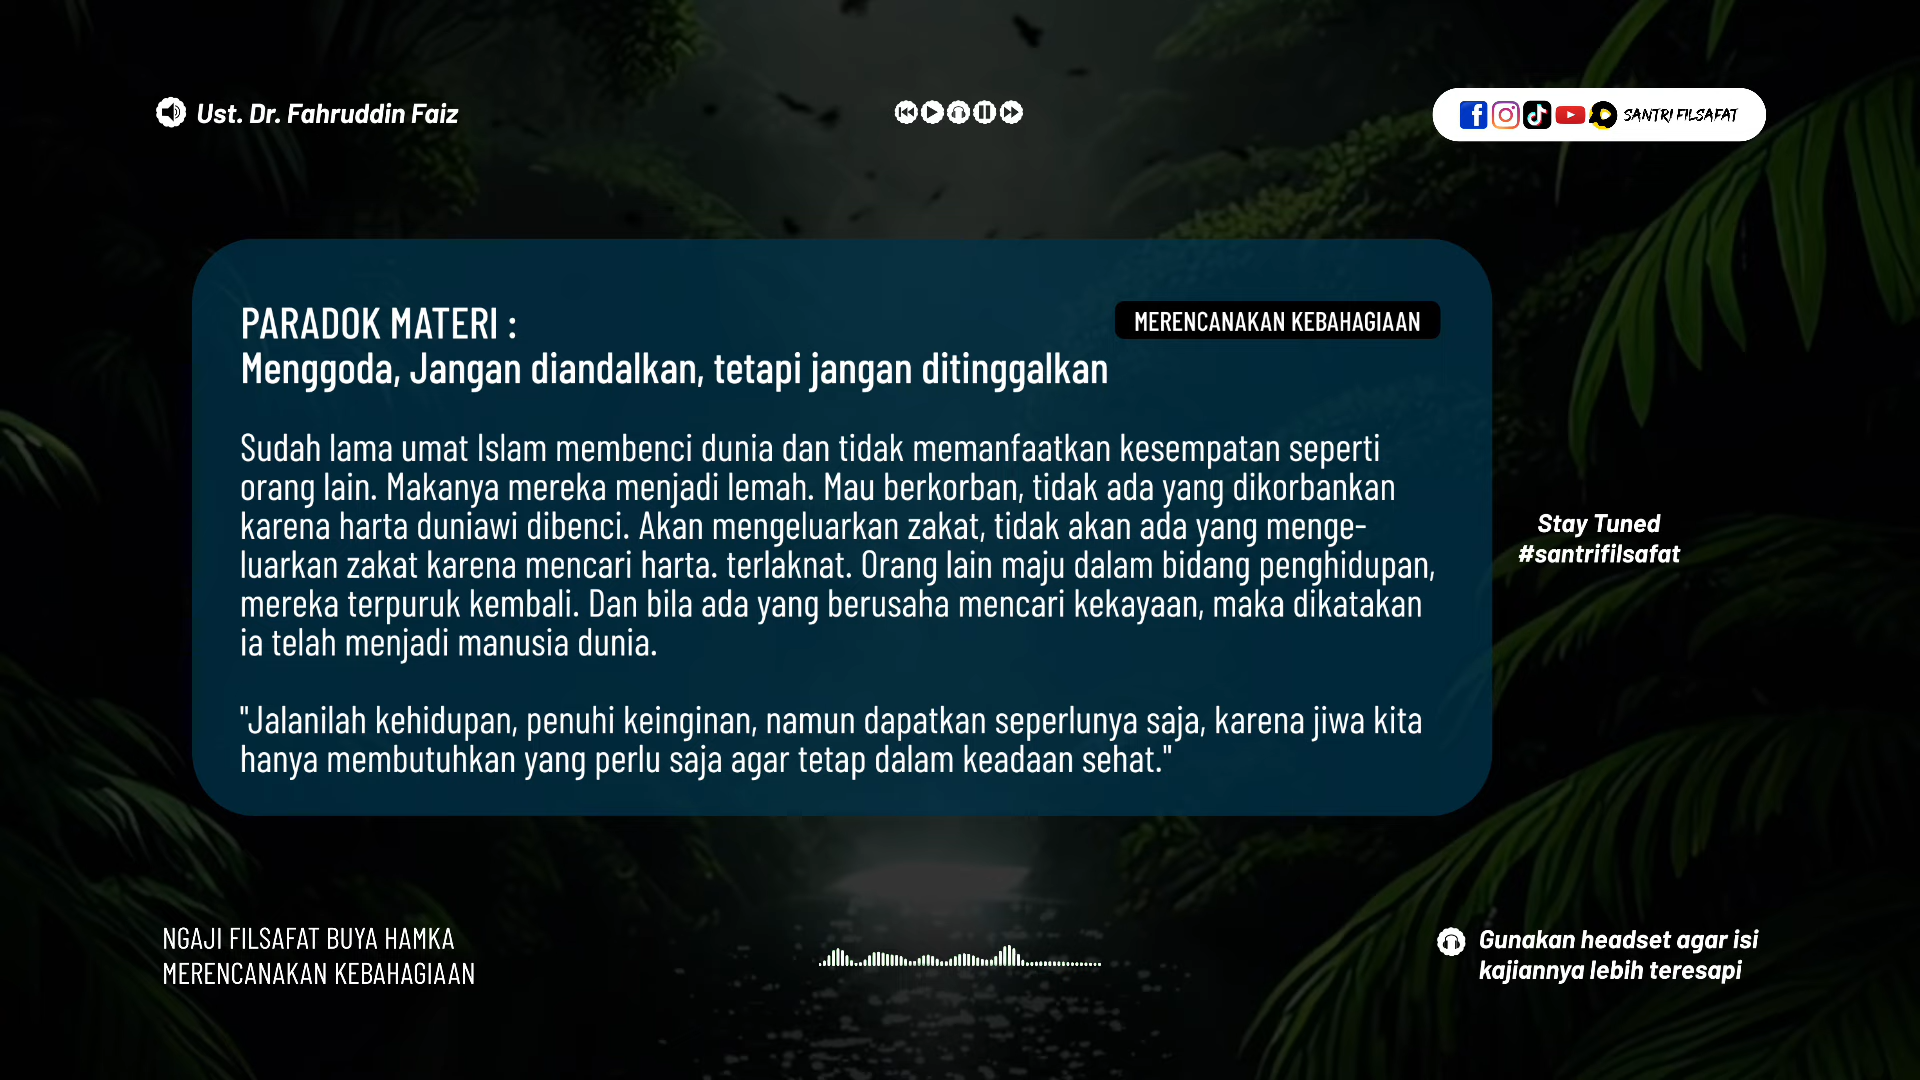 Ust. Dr. Fahruddin Faiz
SANTRI FILSAFAT
PARADOK MATERI :
MERENCANAKAN KEBAHAGIAAN
Menggoda, Jangan diandalkan, tetapi jangan ditinggalkan
Sudah lama umat Islam membenci dunia dan tidak memanfaatkan kesempatan seperti
orang lain. Makanya mereka menjadi lemah. Mau berkorban, tidak ada yang dikorbankan
karena harta duniawi dibenci. Akan mengeluarkan zakat, tidak akan ada yang menge-
luarkan zakat karena mencari harta. terlaknat. Orang lain maju dalam bidang penghidupan,
mereka terpuruk kembali. Dan bila ada yang berusaha mencari kekayaan, maka dikatakan
ia telah menjadi manusia dunia.
"Jalanilah kehidupan, penuhi keinginan, namun dapatkan seperlunya saja, karena jiwa kita
hanya membutuhkan yang perlu saja agar tetap dalam keadaan sehat."
Stay Tuned
#santrifilsafat
NGAJI FILSAFAT BUYA HAMKA
MERENCANAKAN KEBAHAGIAAN
Gunakan headset agar isi
kajiannya lebih teresapi